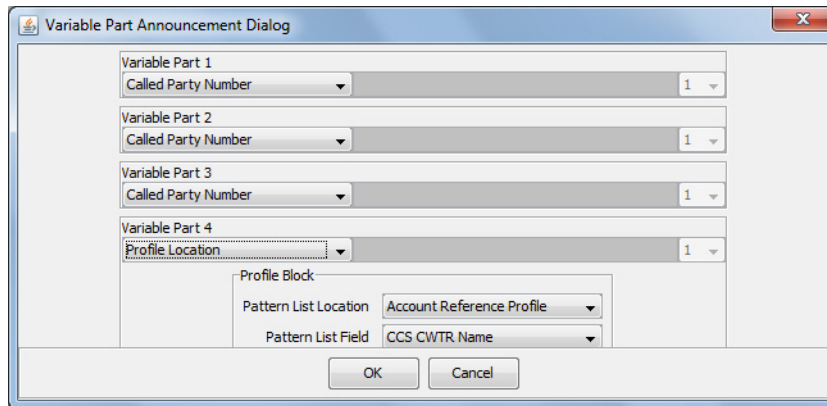 Variable Part Announcement Dialog
Variable Part 1
Called Party Number 1
Variable Part 2
Called Party Number 1
Variable Part 3
Called Party Number 1
Variable Part 4
Profile Location 1
Profile Block
Pattern List Location Account Reference Profile
Pattern List Field CCS CWTR Name
OK Cancel